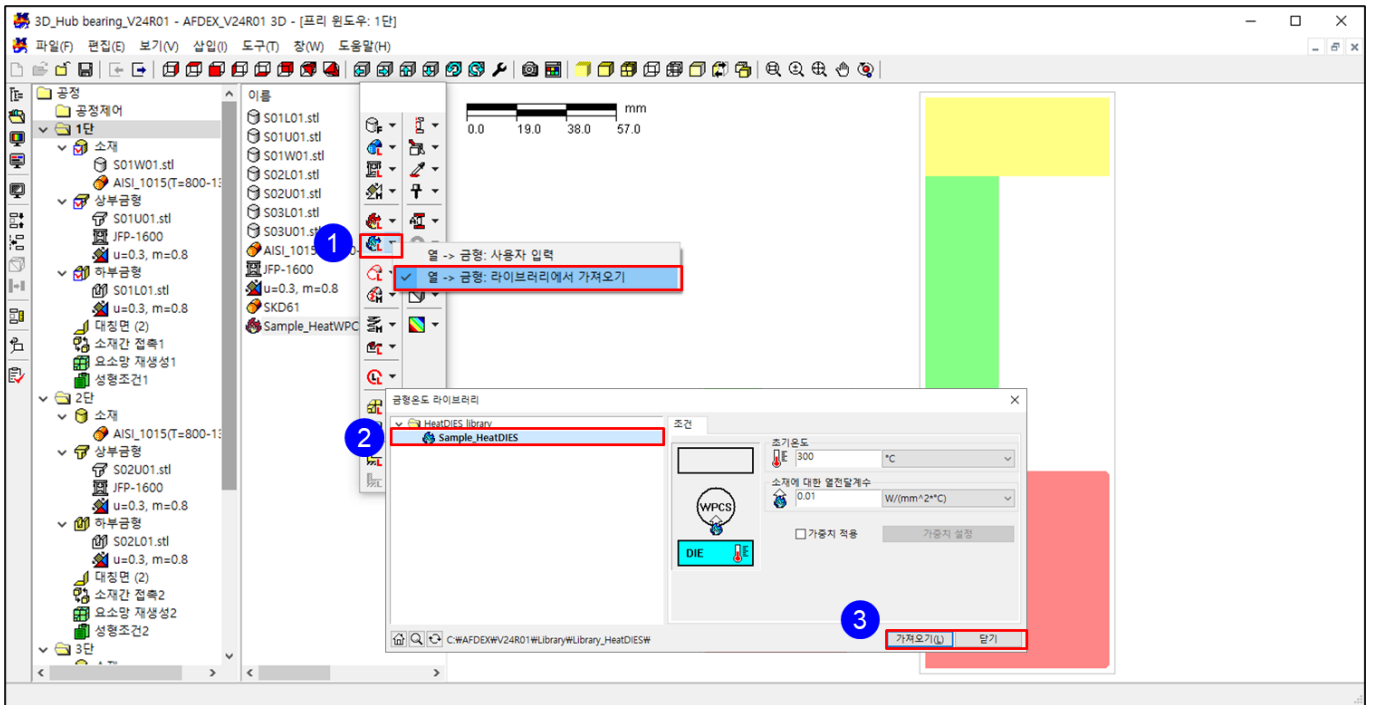 3D_Hub bearing_V24R01 - AFDEX_V24R01 3D - [프리 윈도우: 1단]
파일(F) 편집(E) 보기(V) 삽입(I) 도구(T) 창(W) 도움말(H)
공정
공정제어
1단
소재
S01W01.stl
AISI_1015(T=800-13
상부금형
S01U01.stl
JFP-1600
u=0.3, m=0.8
하부금형
S01L01.stl
u=0.3, m=0.8
대칭면 (2)
소재간 접촉1
요소망 재생성1
성형조건1
2단
소재
AISI_1015(T=800-13
상부금형
S02U01.stl
JFP-1600
u=0.3, m=0.8
하부금형
S02L01.stl
u=0.3, m=0.8
대칭면 (2)
소재간 접촉2
요소망 재생성2
성형조건2
3단
이름
S01L01.stl
S01U01.stl
S01W01.stl
S02L01.stl
S02U01.stl
S03L01.stl
S03U01.st
AISI_1015
JFP-1600
u=0.3, m=0.8
SKD61
Sample_HeatWPC
mm
0.0 19.0 38.0 57.0
1
열 -> 금형: 사용자 입력
열 -> 금형: 라이브러리에서 가져오기
금형온도 라이브러리
2
HeatDIES library
Sample_HeatDIES
조건
WPCS
DIE
초기온도
300 °C
소재에 대한 열전달계수
0.01 W/(mm^2*°C)
가중치 적용 가중치 설정
3
C:₩AFDEX₩V24R01₩Library₩Library_HeatDIES₩
가져오기(L) 닫기